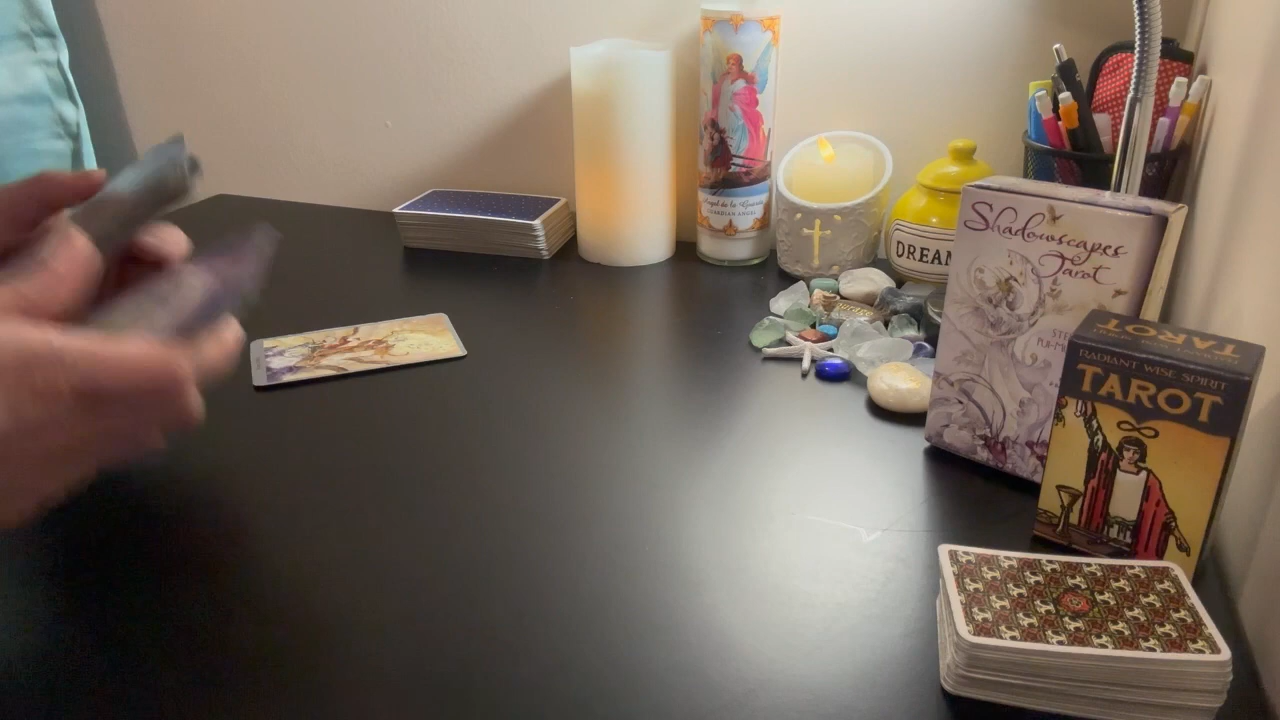 Angel de la Guarda
GUARDIAN ANGEL
DREAM
Shadowscapes
Tarot
TAROT
RADIANT WISE SPIRIT
TAROT